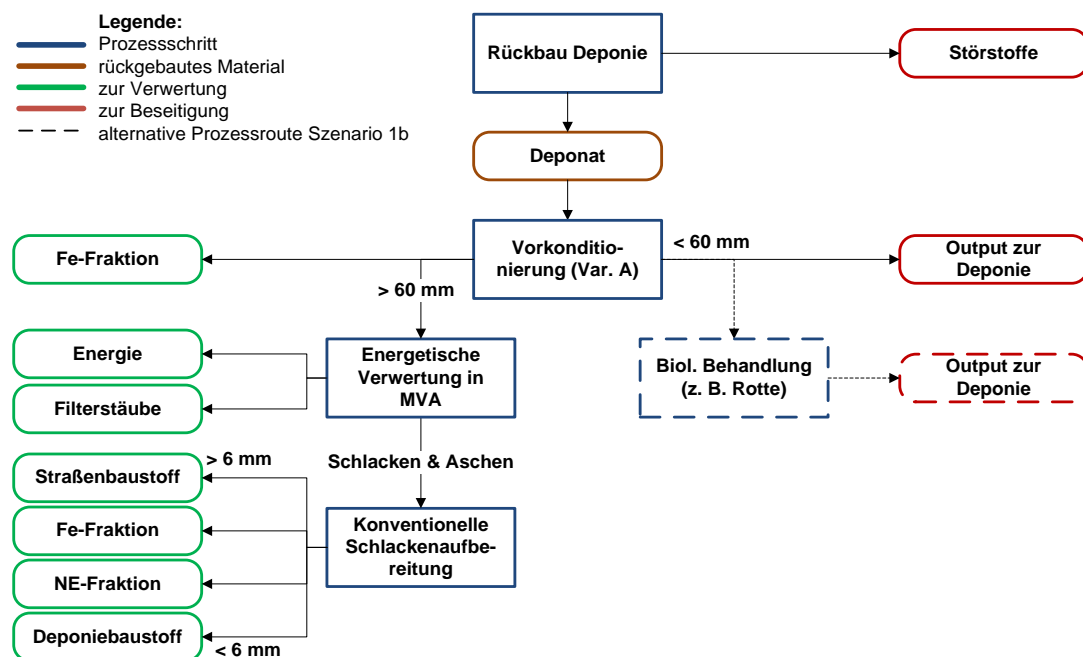 Legende:
Prozessschritt
rückgebautes Material
zur Verwertung
zur Beseitigung
alternative Prozessroute Szenario 1b
Rückbau Deponie
Störstoffe
Deponat
Fe-Fraktion
Vorkonditio-
nierung (Var. A)
< 60 mm
Output zur
Deponie
> 60 mm
Energie
Filterstäube
Energetische
Verwertung in
MVA
Biol. Behandlung
(z. B. Rotte)
Output zur
Deponie
Schlacken & Aschen
> 6 mm
Straßenbaustoff
Fe-Fraktion
NE-Fraktion
Deponiebaustoff
< 6 mm
Konventionelle
Schlackenaufbe-
reitung